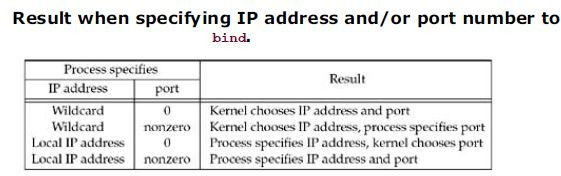 Result when specifying IP address and/or port number to
bind.
Process specifies Result
IP address port
Wildcard 0 Kernel chooses IP address and port
Wildcard nonzero Kernel chooses IP address, process specifies port
Local IP address 0 Process specifies IP address, kernel chooses port
Local IP address nonzero Process specifies IP address and port